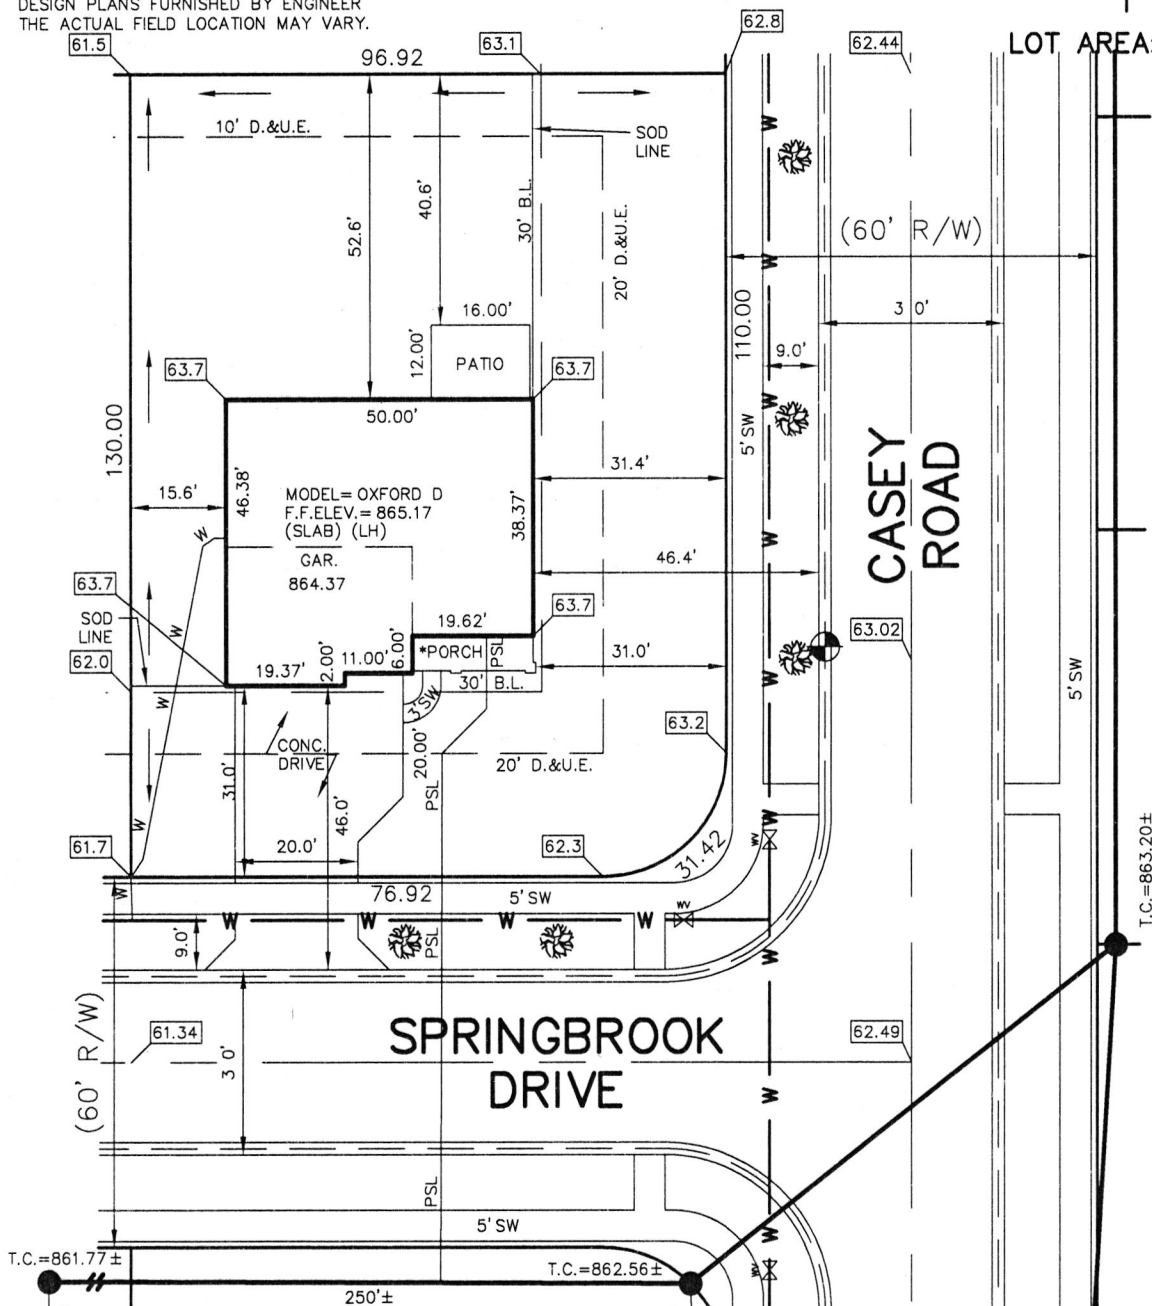 DESIGN PLANS FURNISHED BY ENGINEER
THE ACTUAL FIELD LOCATION MAY VARY.
61.5
96.92
63.1
62.8
62.44
LOT AREA:
10' D.&U.E.
SOD
LINE
52.6'
40.6'
30' B.L.
20' D.&U.E.
W
(60' R/W)
W
16.00'
12.00'
PATIO
110.00
9.0'
3 0'
63.7
63.7
50.00'
W
5' SW
130.00
15.6'
46.38'
MODEL= OXFORD D
F.F.ELEV.= 865.17
(SLAB) (LH)
GAR.
864.37
38.37'
31.4'
CASEY
ROAD
W
W
46.4'
63.7
SOD
LINE
62.0
W
19.62'
63.7
*PORCH
PSL
6.00'
11.00'
2.00'
19.37'
30' B.L.
31.0'
63.02
W
5' SW
W
3'SW
63.2
CONC.
DRIVE
20.00'
20' D.&U.E.
31.0'
46.0'
PSL
W
61.7
20.0'
62.3
31.42
W
WV
T.C.=863.20±
W
76.92
5' SW
WV
W
W
W
W
9.0'
PSL
W
(60' R/W)
61.34
3 0'
SPRINGBROOK
DRIVE
62.49
W
PSL
5' SW
W
T.C.=861.77±
T.C.=862.56±
WV
250'±